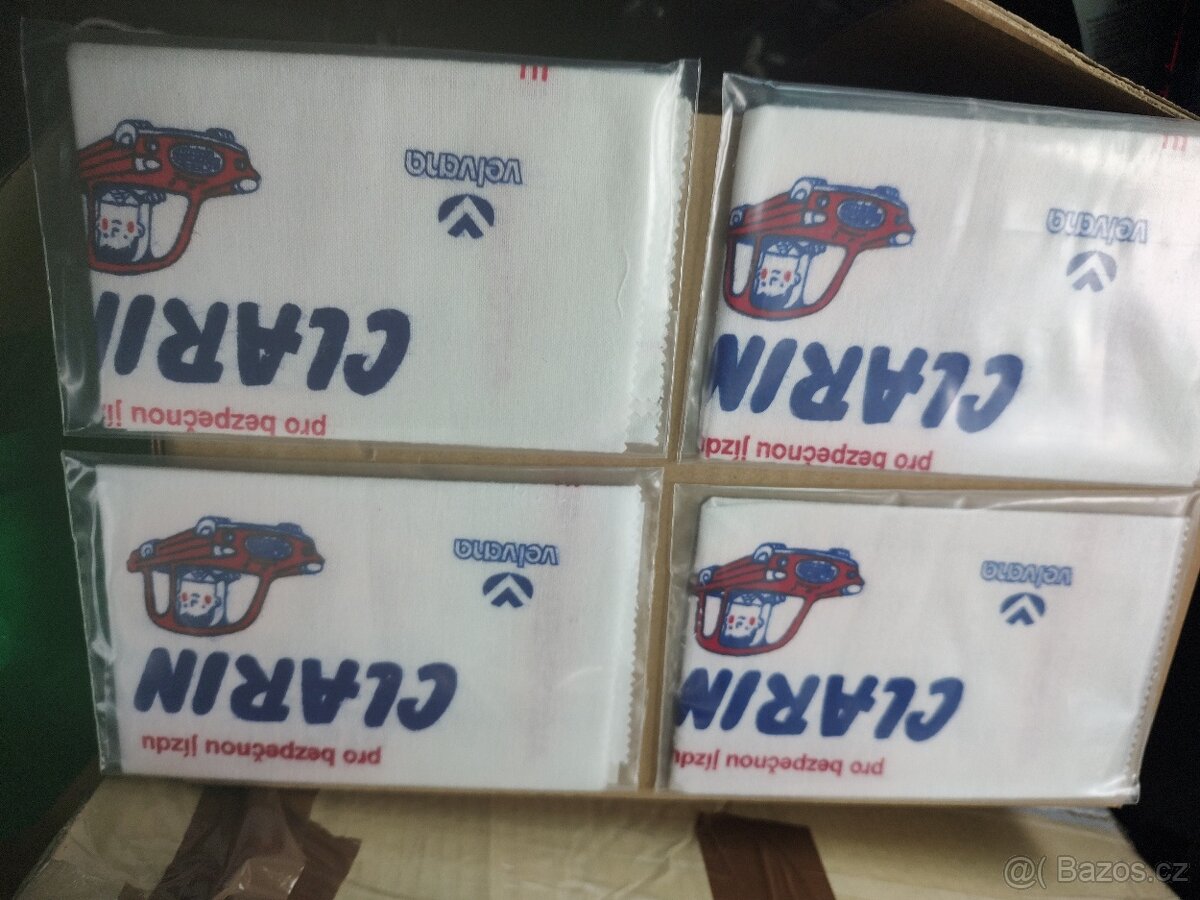 velvana
CLARIN
pro bezpečnou jí
velvana
CLARIN
pro bezpečnou jízdu
velvana
CLARIN
pro bezpečnou jízdu
velvana
CLARIN
pro bezpečnou jízdu
@( Bazos.cz